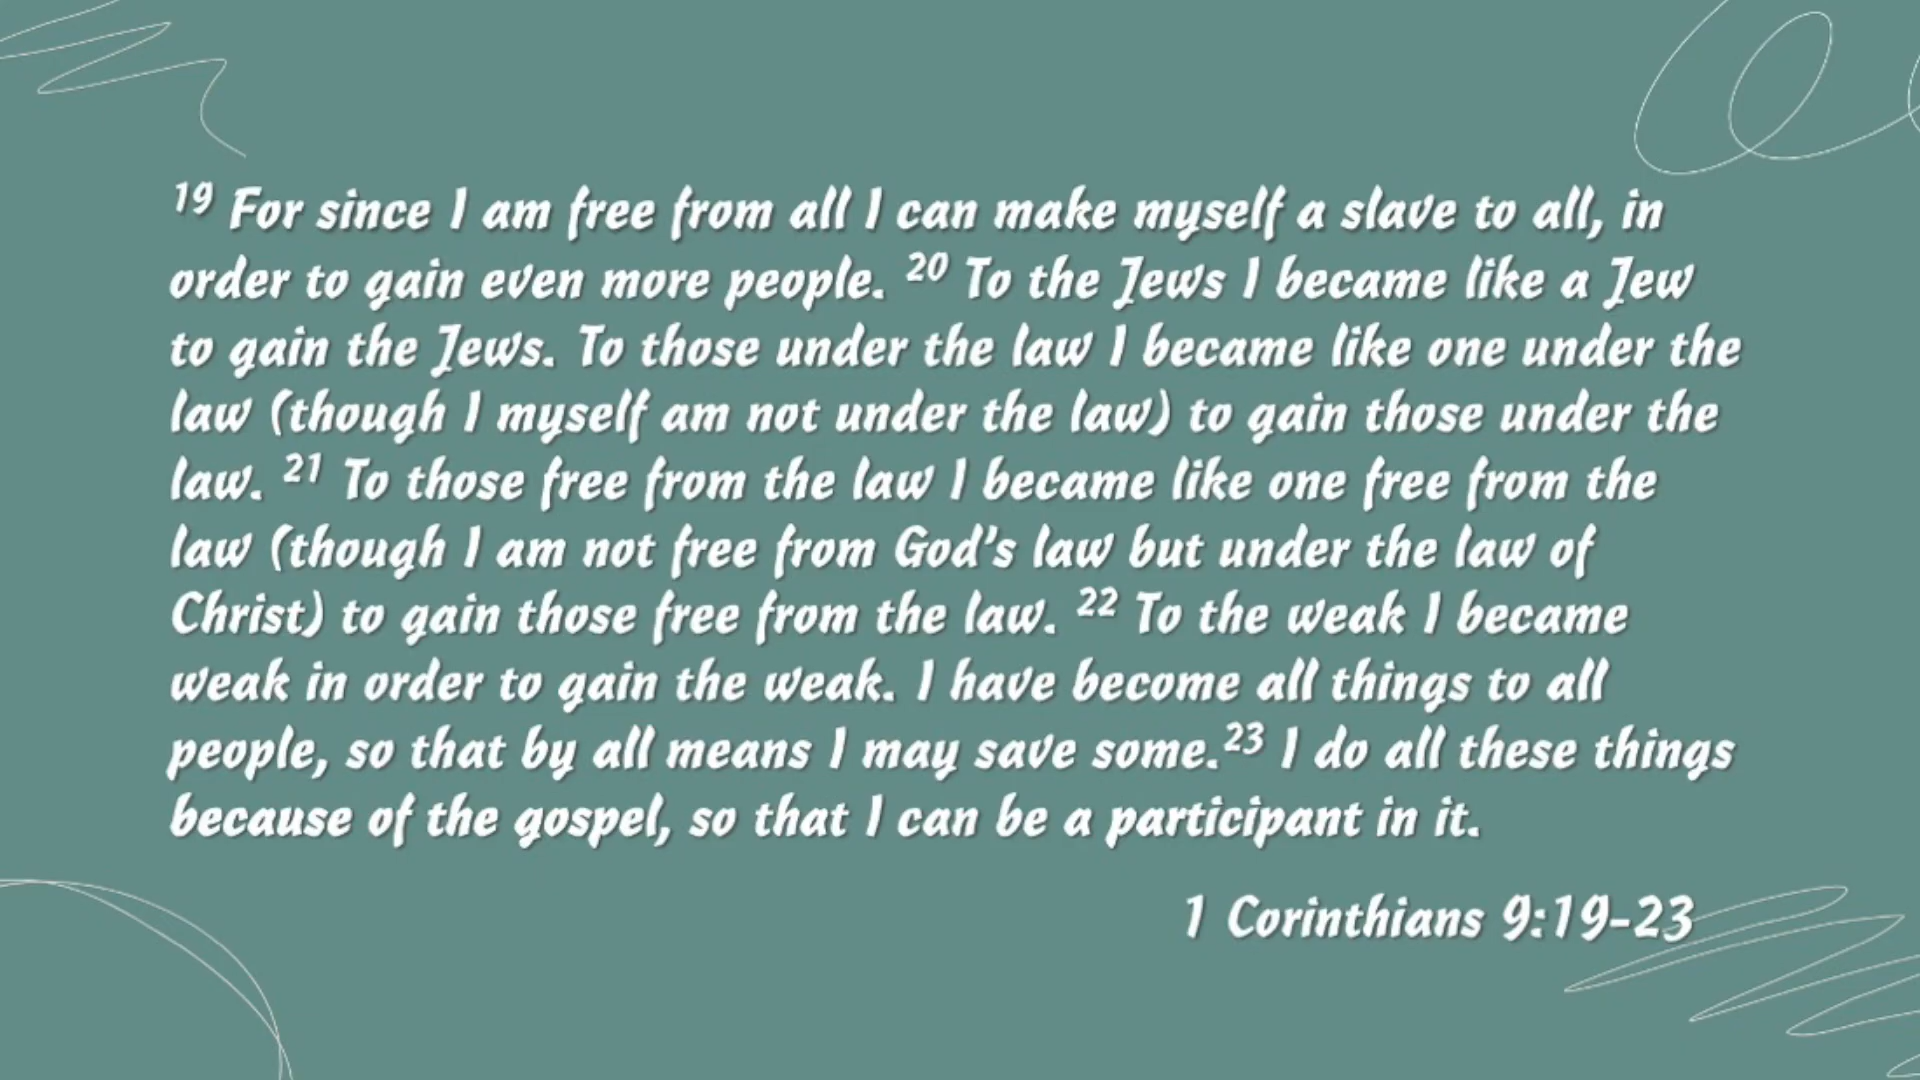 19 For since I am free from all I can make myself a slave to all, in
order to gain even more people. 20 To the Jews I became like a Jew
to gain the Jews. To those under the law I became like one under the
law (though I myself am not under the law) to gain those under the
law. 21 To those free from the law I became like one free from the
law (though I am not free from God’s law but under the law of
Christ) to gain those free from the law. 22 To the weak I became
weak in order to gain the weak. I have become all things to all
people, so that by all means I may save some.23 I do all these things
because of the gospel, so that I can be a participant in it.
1 Corinthians 9:19-23